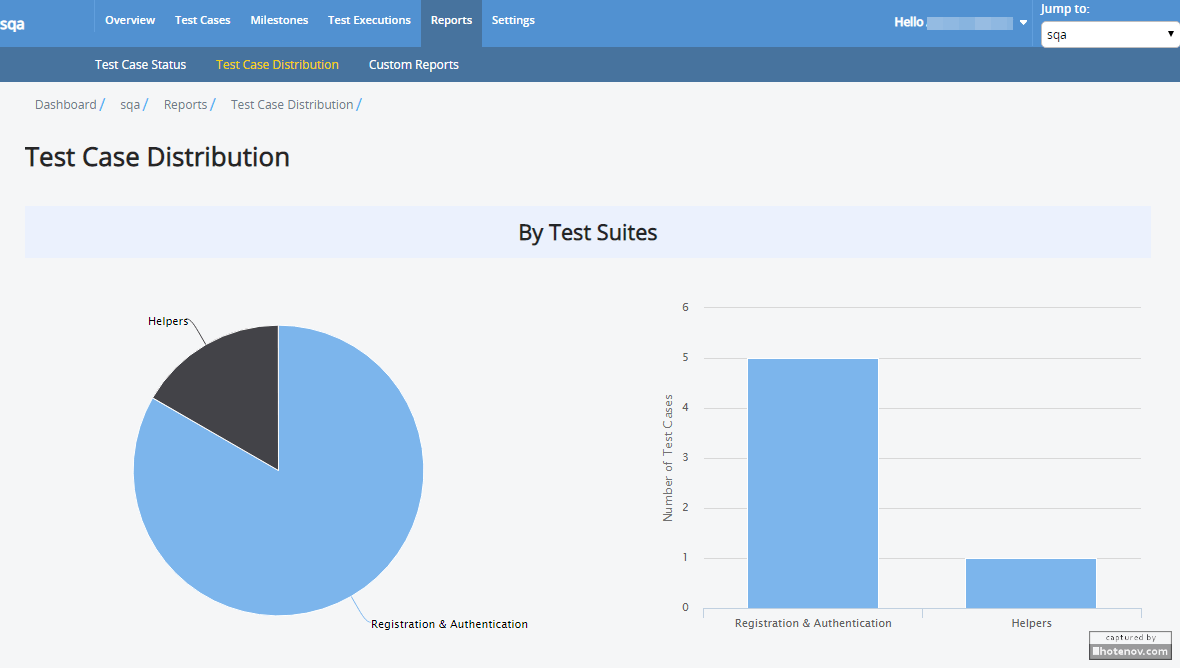 sqa
Overview Test Cases Milestones Test Executions Reports Settings
Hello
Jump to:
sqa
Test Case Status Test Case Distribution Custom Reports
Dashboard / sqa / Reports / Test Case Distribution /
Test Case Distribution
By Test Suites
Helpers
Registration & Authentication
Number of Test Cases
6
5
4
3
2
1
0
Registration & Authentication Helpers
captured by
hotenov.com